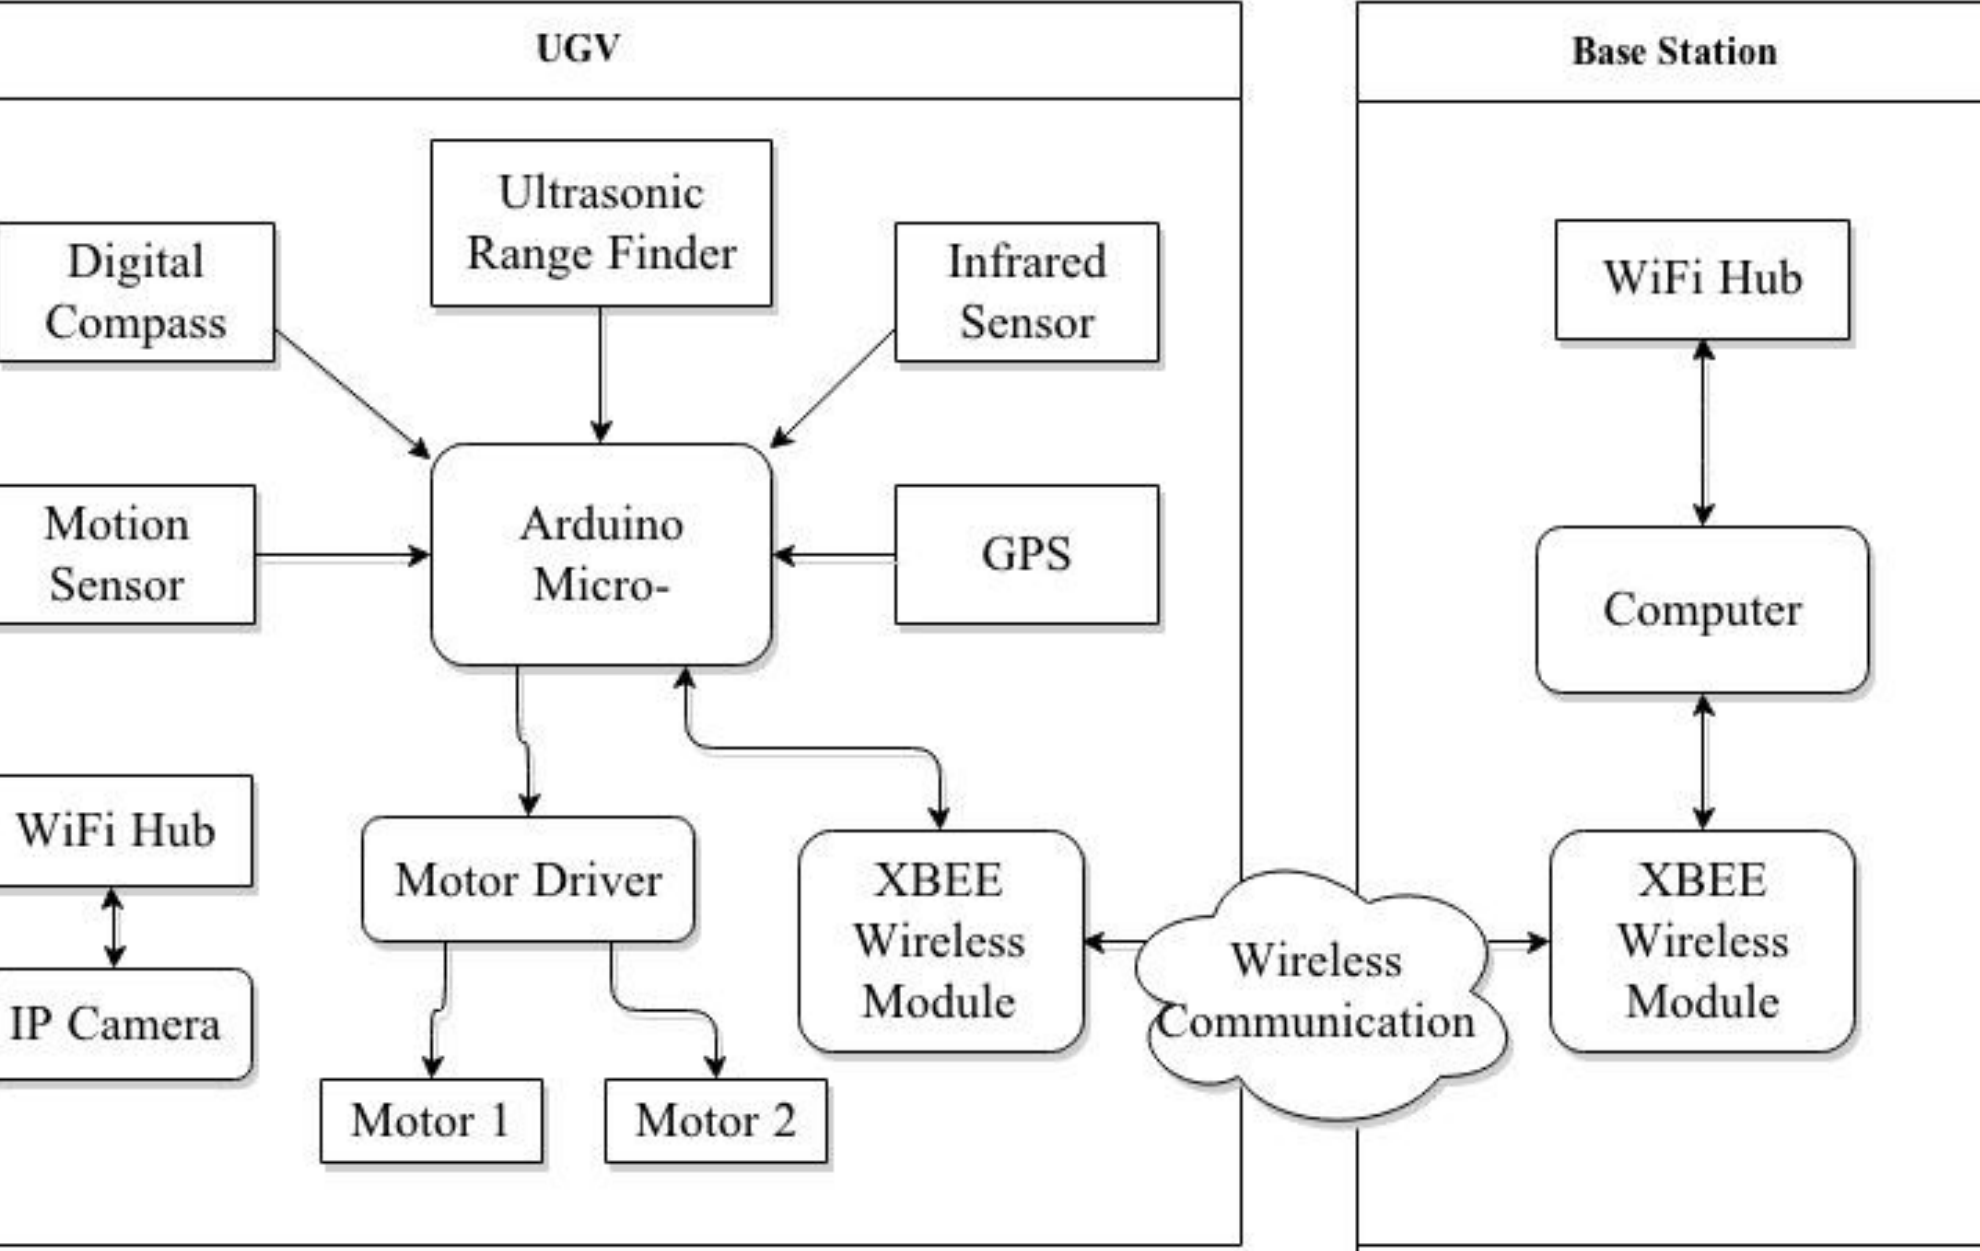 UGV
Base Station
Ultrasonic
Range Finder
Digital
Compass
Infrared
Sensor
WiFi Hub
Motion
Sensor
Arduino
Micro-
GPS
Computer
WiFi Hub
IP Camera
Motor Driver
XBEE
Wireless
Module
Wireless
Communication
XBEE
Wireless
Module
Motor 1
Motor 2